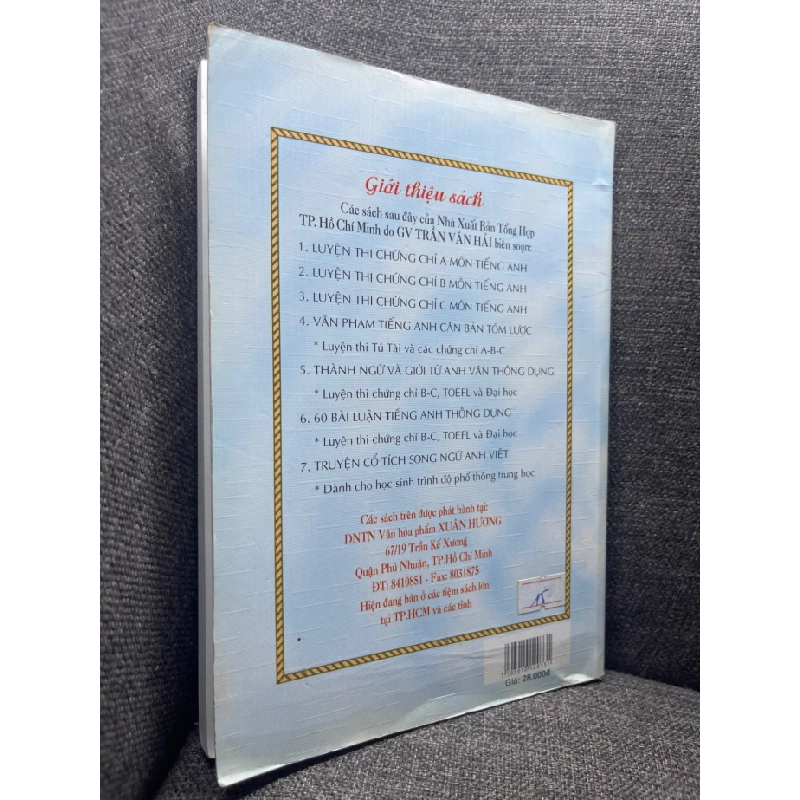 Giới thiệu sách
Các sách sau đây của Nhà Xuất Bản Tổng Hợp
TP. Hồ Chí Minh do GV TRẦN VĂN HẢI biên soạn:
1. LUYỆN THI CHỨNG CHỈ A MÔN TIẾNG ANH
2. LUYỆN THI CHỨNG CHỈ B MÔN TIẾNG ANH
3. LUYỆN THI CHỨNG CHỈ C MÔN TIẾNG ANH
4. VĂN PHẠM TIẾNG ANH CĂN BẢN TÓM LƯỢC
* Luyện thi Tú Tài và các chứng chỉ A-B-C
5. THÀNH NGỮ VÀ GIỚI TỪ ANH VĂN THÔNG DỤNG
* Luyện thi chứng chỉ B-C, TOEFL và Đại học
6. 60 BÀI LUẬN TIẾNG ANH THÔNG DỤNG
* Luyện thi chứng chỉ B-C, TOEFL và Đại học
7. TRUYỆN CỔ TÍCH SONG NGỮ ANH VIỆT
* Dành cho học sinh trình độ phổ thông trung học
Các sách trên được phát hành tại:
DNTN Văn hóa phẩm XUÂN HƯƠNG
67/19 Trần Kế Xương
Quận Phú Nhuận, TP.Hồ Chí Minh
ĐT: 8410851 - Fax: 8031875
Hiện đang bán ở các tiệm sách lớn
tại TP.HCM và các tỉnh
15
Giá: 28.000đ